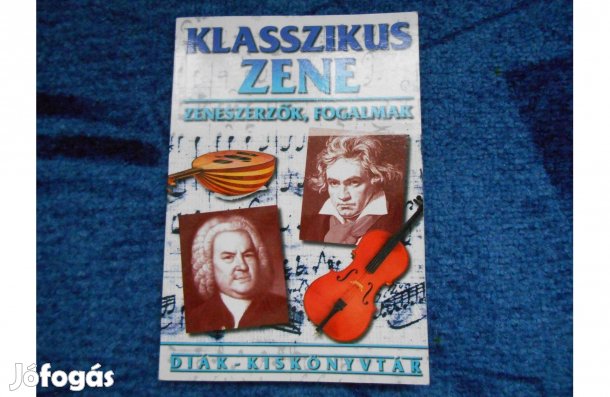 KLASSZIKUS
ZENE
ZENESZERZŐK, FOGALMAK
DIÁK-KISKÖNYVTÁR
Jófogás